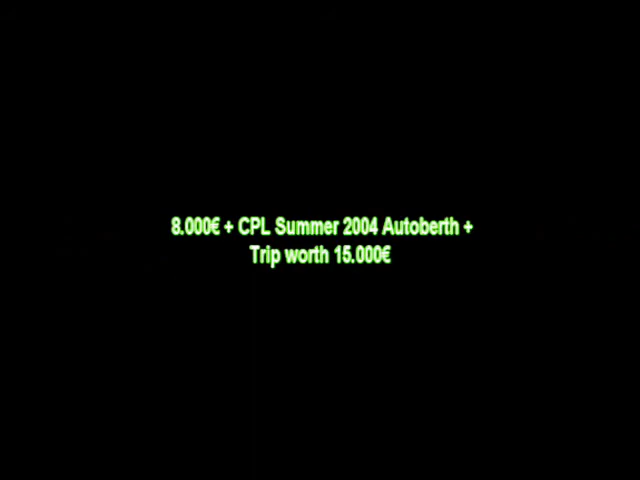 8.000€ + CPL Summer 2004 Autoberth +
Trip worth 15.000€